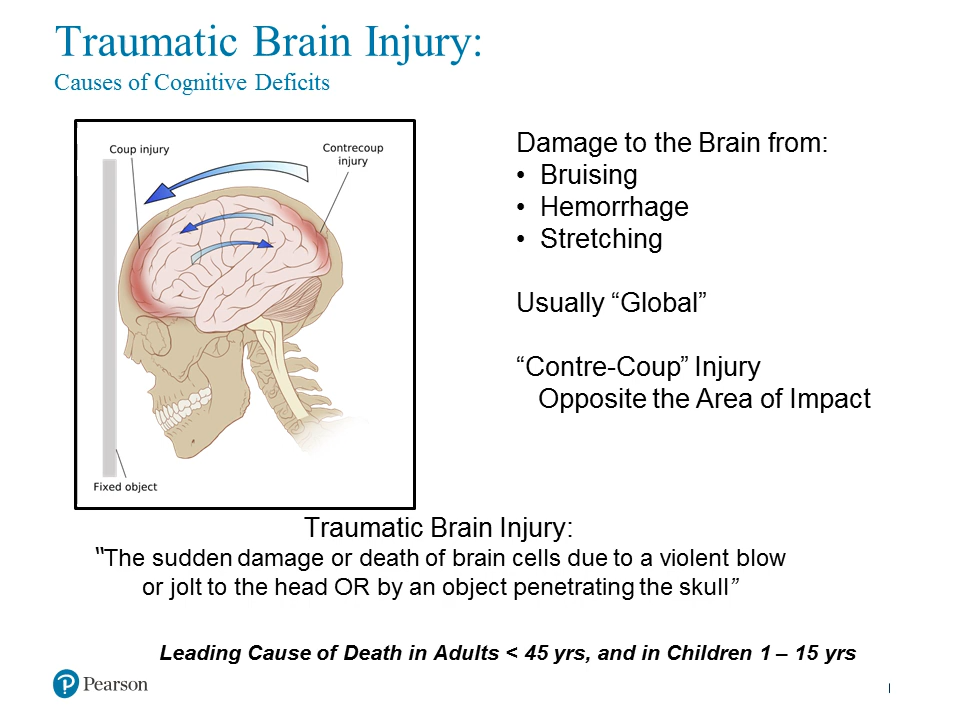 Traumatic Brain Injury:
Causes of Cognitive Deficits
Coup injury
Contrecoup
injury
Fixed object
Damage to the Brain from:
• Bruising
• Hemorrhage
• Stretching
Usually “Global”
“Contre-Coup” Injury
Opposite the Area of Impact
Traumatic Brain Injury:
“The sudden damage or death of brain cells due to a violent blow
or jolt to the head OR by an object penetrating the skull”
Leading Cause of Death in Adults < 45 yrs, and in Children 1 – 15 yrs
P Pearson